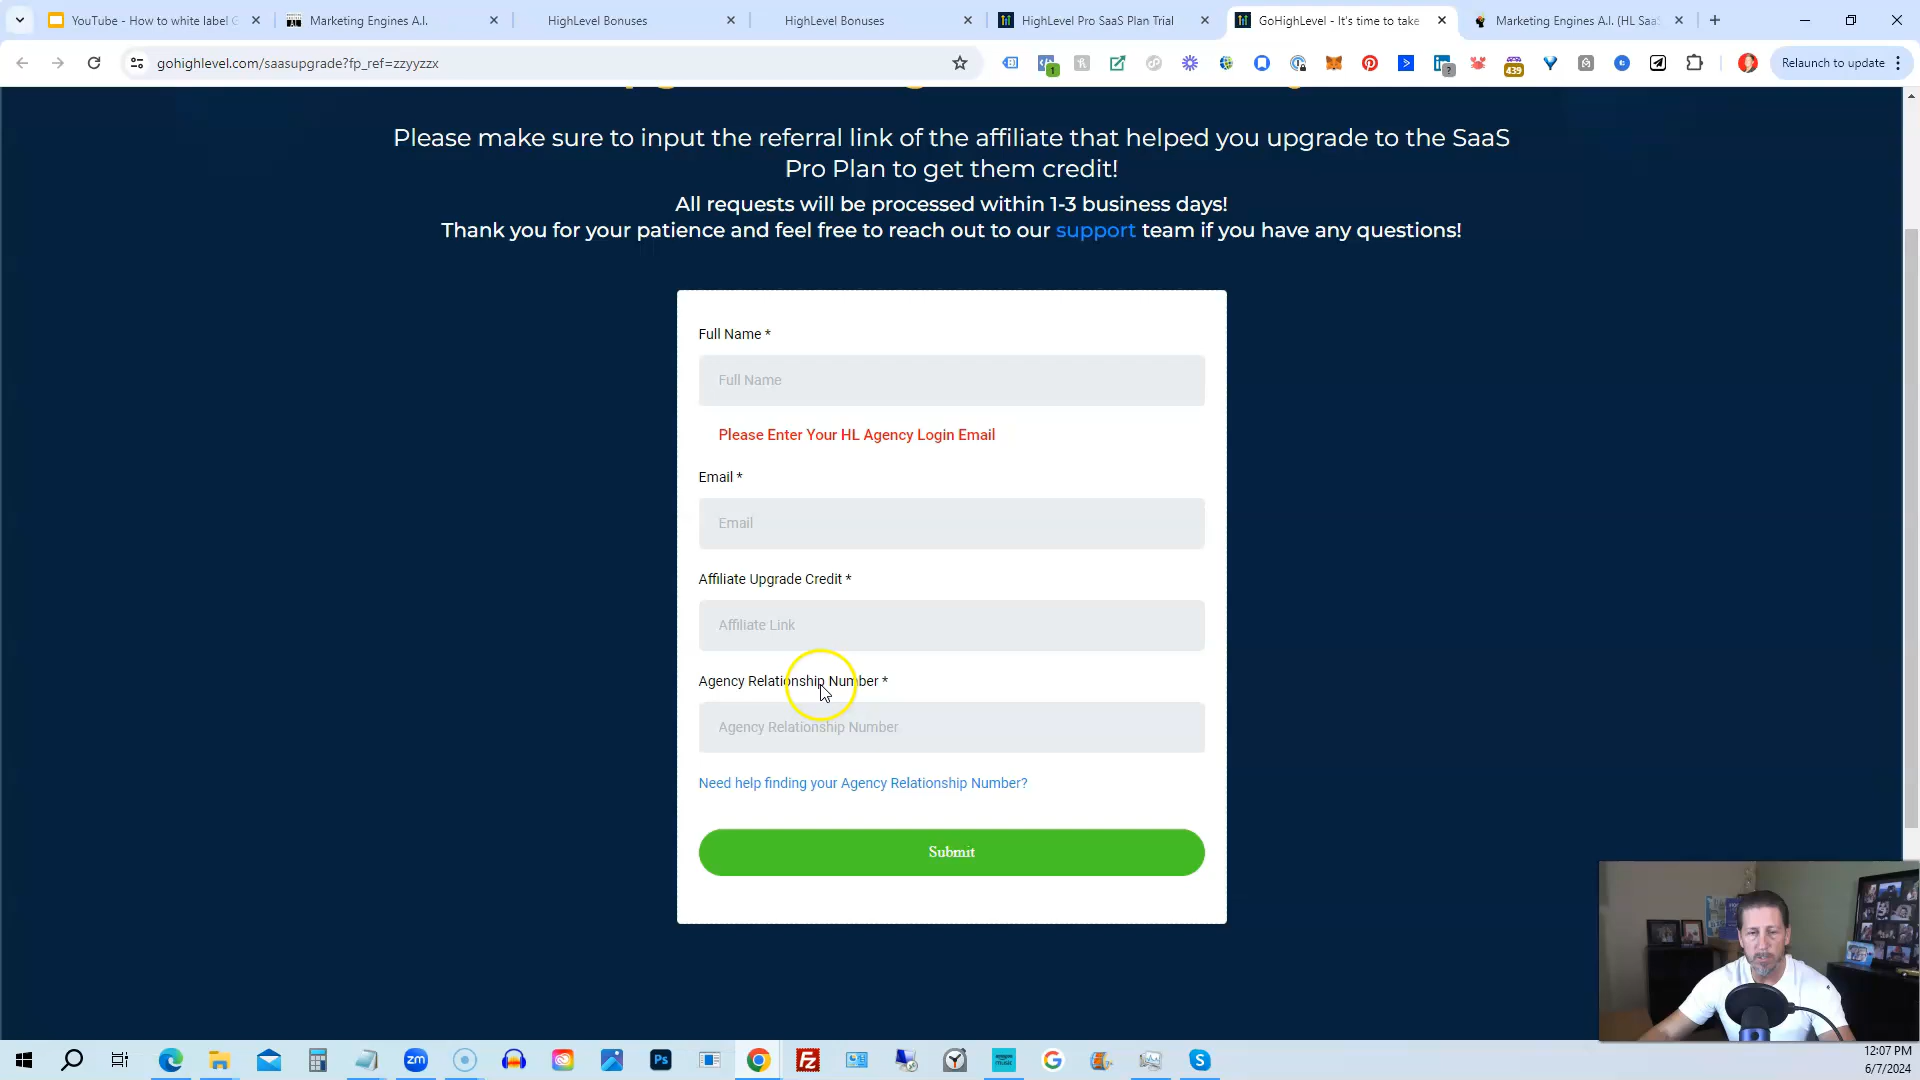 YouTube - How to white label G
Marketing Engines A.I.
HighLevel Bonuses
HighLevel Bonuses
HighLevel Pro SaaS Plan Trial
GoHighLevel - It's time to take
Marketing Engines A.I. (HL SaaS
gohighlevel.com/saasupgrade?fp_ref=zzyyzzx
1
439
Relaunch to update
Please make sure to input the referral link of the affiliate that helped you upgrade to the SaaS
Pro Plan to get them credit!
All requests will be processed within 1-3 business days!
Thank you for your patience and feel free to reach out to our support team if you have any questions!
Full Name *
Full Name
Please Enter Your HL Agency Login Email
Email *
Email
Affiliate Upgrade Credit *
Affiliate Link
Agency Relationship Number *
Agency Relationship Number
Need help finding your Agency Relationship Number?
Submit
zm
Ps
12:07 PM
6/7/2024